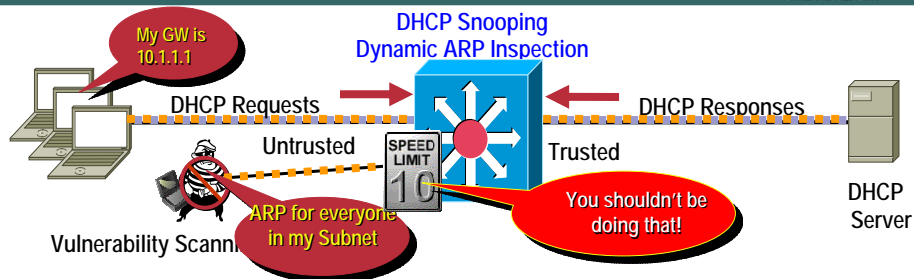 DHCP Snooping
Dynamic ARP Inspection
My GW is
10.1.1.1
DHCP Requests
DHCP Responses
Untrusted
SPEED
LIMIT
10
Trusted
ARP for everyone
in my Subnet
You shouldn't be
doing that!
DHCP
Server
Vulnerability